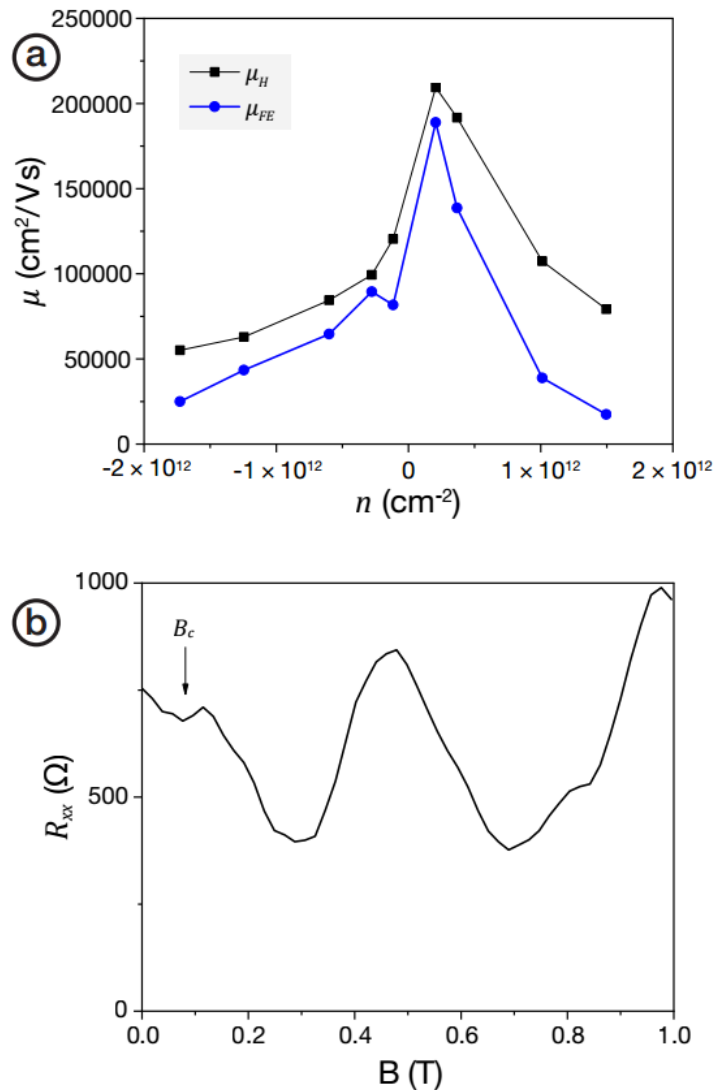 a
250000
200000
150000
100000
50000
0
μH
μFE
μ (cm²/Vs)
-2 × 10¹² -1 × 10¹² 0 1 × 10¹² 2 × 10¹²
n (cm⁻²)
b
1000
500
0
Bc
Rxx (Ω)
0.0 0.2 0.4 0.6 0.8 1.0
B (T)